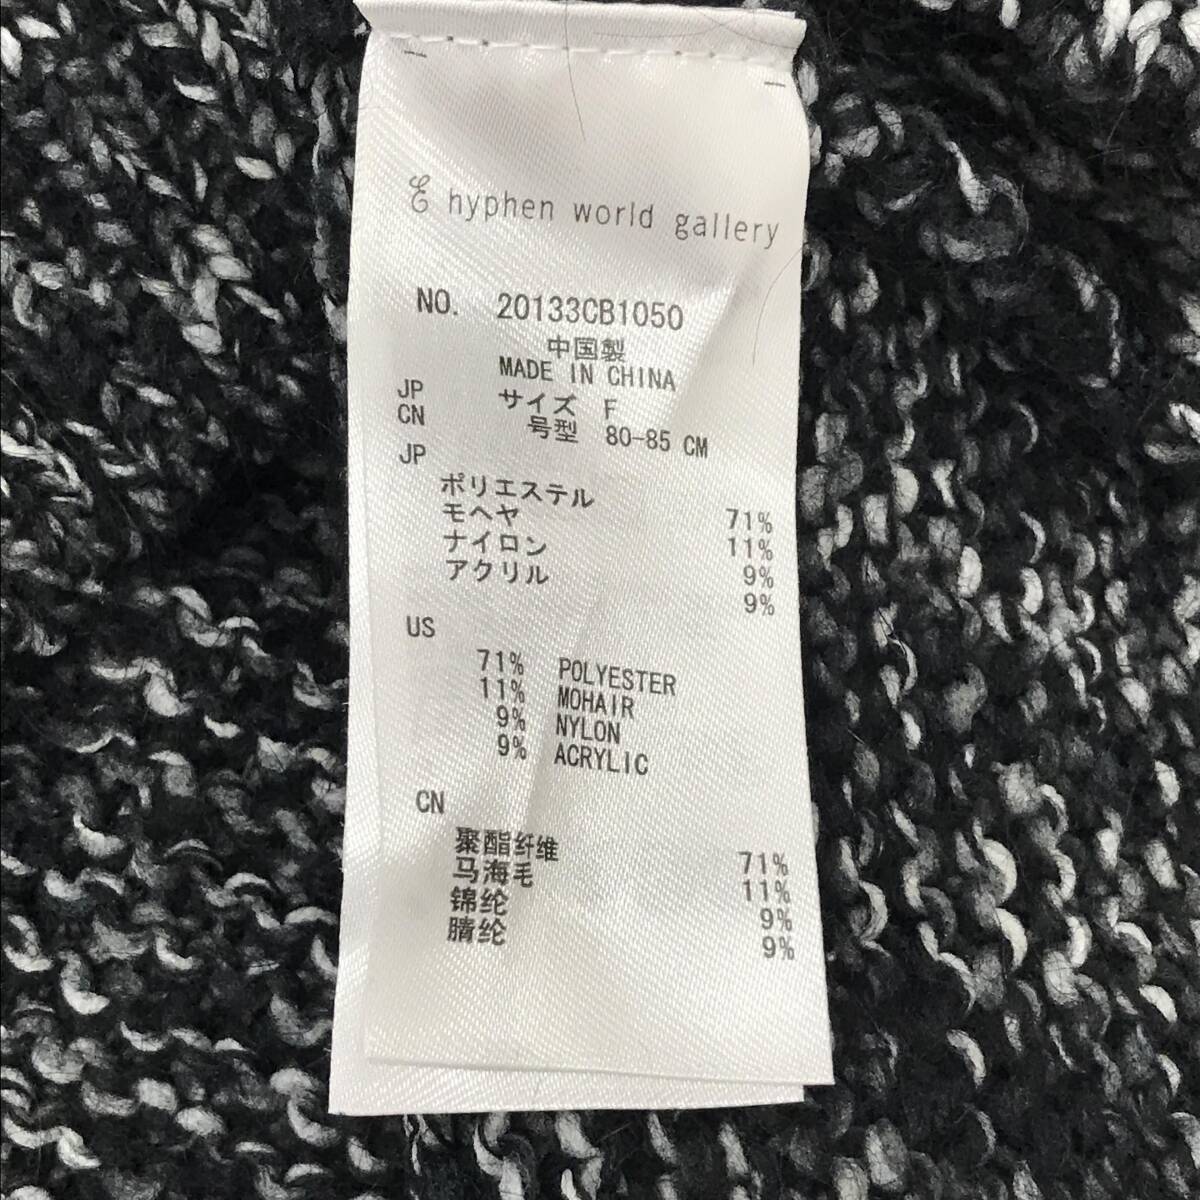 E hyphen world gallery
NO. 20133CB1050
中国製
MADE IN CHINA
JP サイズ F
CN 号型 80-85 CM
JP
ポリエステル 71%
モヘヤ 11%
ナイロン 9%
アクリル 9%
US
71% POLYESTER
11% MOHAIR
9% NYLON
9% ACRYLIC
CN
聚酯纤维 71%
马海毛 11%
锦纶 9%
腈纶 9%